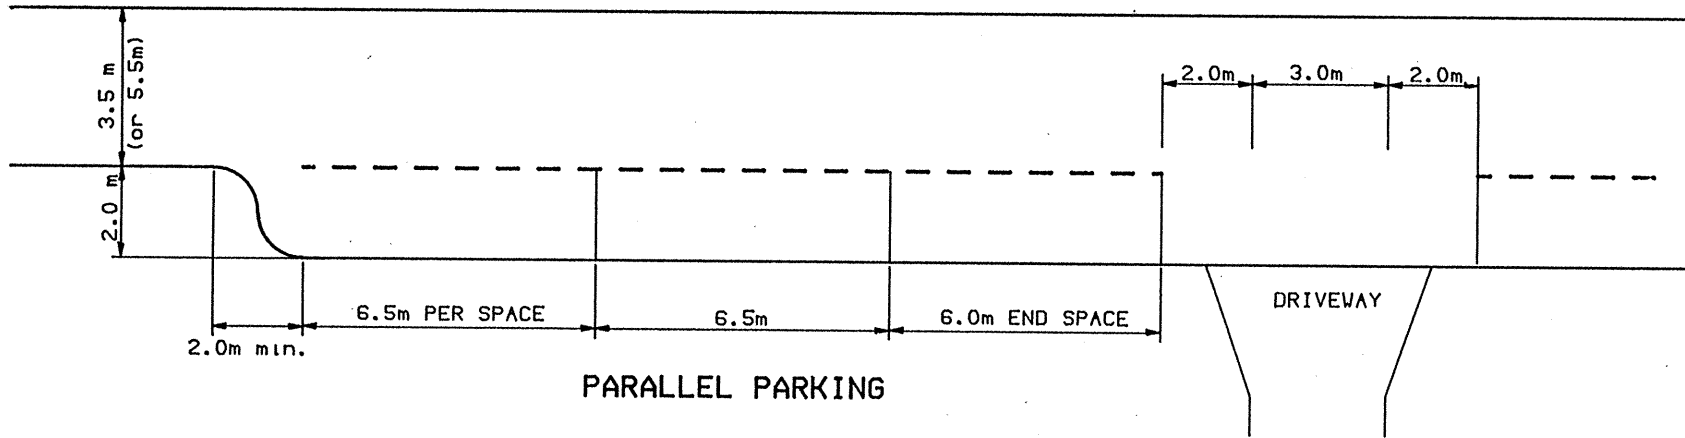 3.5 m
(or 5.5m)
2.0m
3.0m
2.0m
2.0 m
6.5m PER SPACE
6.5m
6.0m END SPACE
DRIVEWAY
2.0m min.
PARALLEL PARKING